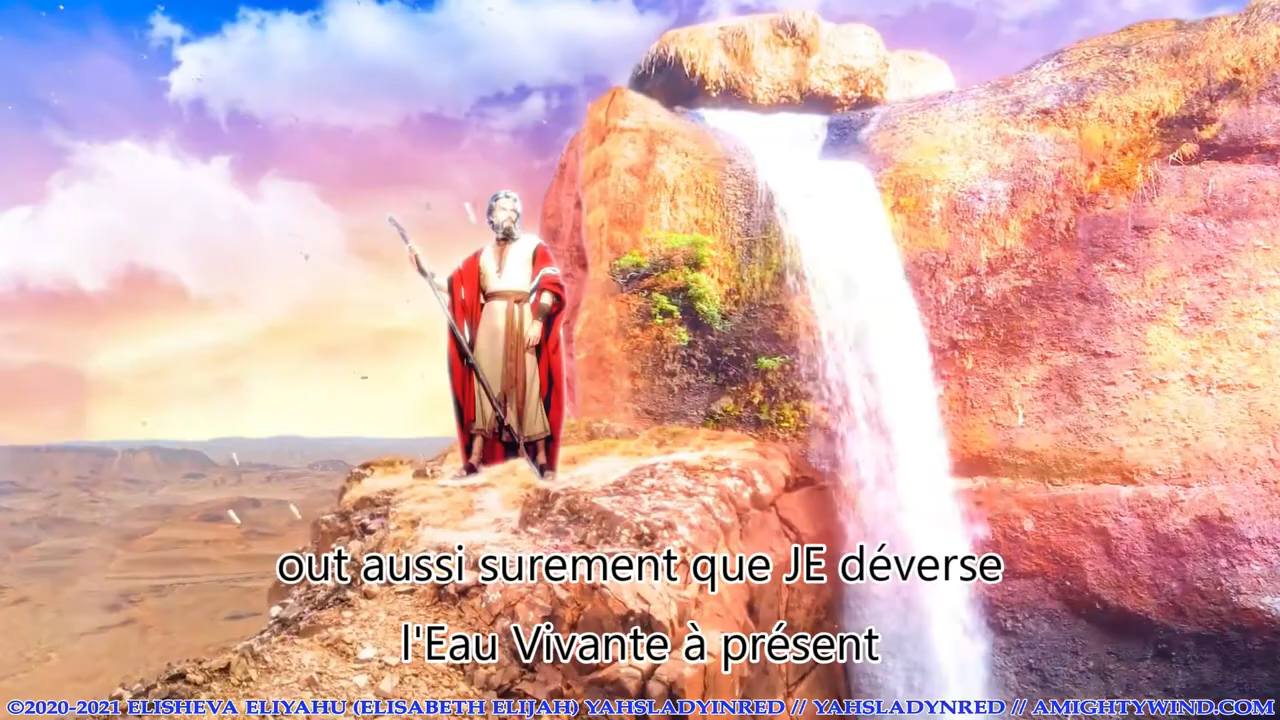 out aussi surement que JE déverse
l'Eau Vivante à présent
©2020-2021 ELISHEVA ELIYAHU (ELISABETH ELIJAH) YAHSLADYINRED // YAHSLADYNRED // AMIGHTYWIND.COM